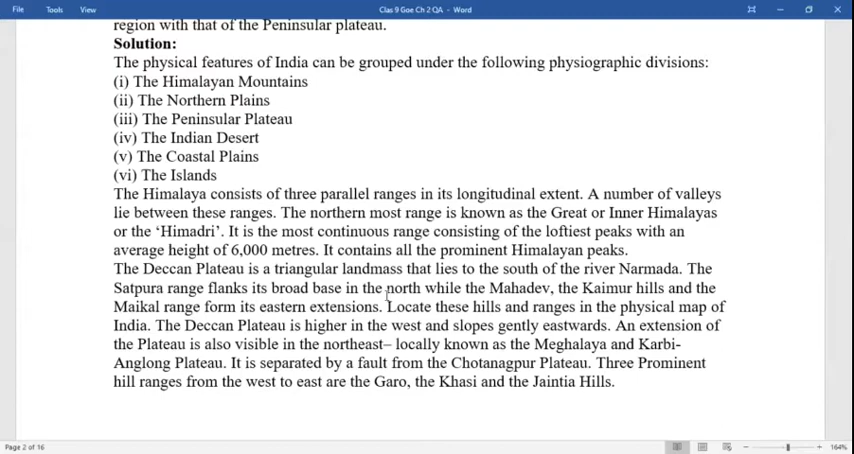 File Tools View Clas 9 Goe Ch 2 QA - Word
region with that of the Peninsular plateau.
Solution:
The physical features of India can be grouped under the following physiographic divisions:
(i) The Himalayan Mountains
(ii) The Northern Plains
(iii) The Peninsular Plateau
(iv) The Indian Desert
(v) The Coastal Plains
(vi) The Islands
The Himalaya consists of three parallel ranges in its longitudinal extent. A number of valleys
lie between these ranges. The northern most range is known as the Great or Inner Himalayas
or the ‘Himadri’. It is the most continuous range consisting of the loftiest peaks with an
average height of 6,000 metres. It contains all the prominent Himalayan peaks.
The Deccan Plateau is a triangular landmass that lies to the south of the river Narmada. The
Satpura range flanks its broad base in the north while the Mahadev, the Kaimur hills and the
Maikal range form its eastern extensions. Locate these hills and ranges in the physical map of
India. The Deccan Plateau is higher in the west and slopes gently eastwards. An extension of
the Plateau is also visible in the northeast– locally known as the Meghalaya and Karbi-
Anglong Plateau. It is separated by a fault from the Chotanagpur Plateau. Three Prominent
hill ranges from the west to east are the Garo, the Khasi and the Jaintia Hills.
Page 2 of 16 164%